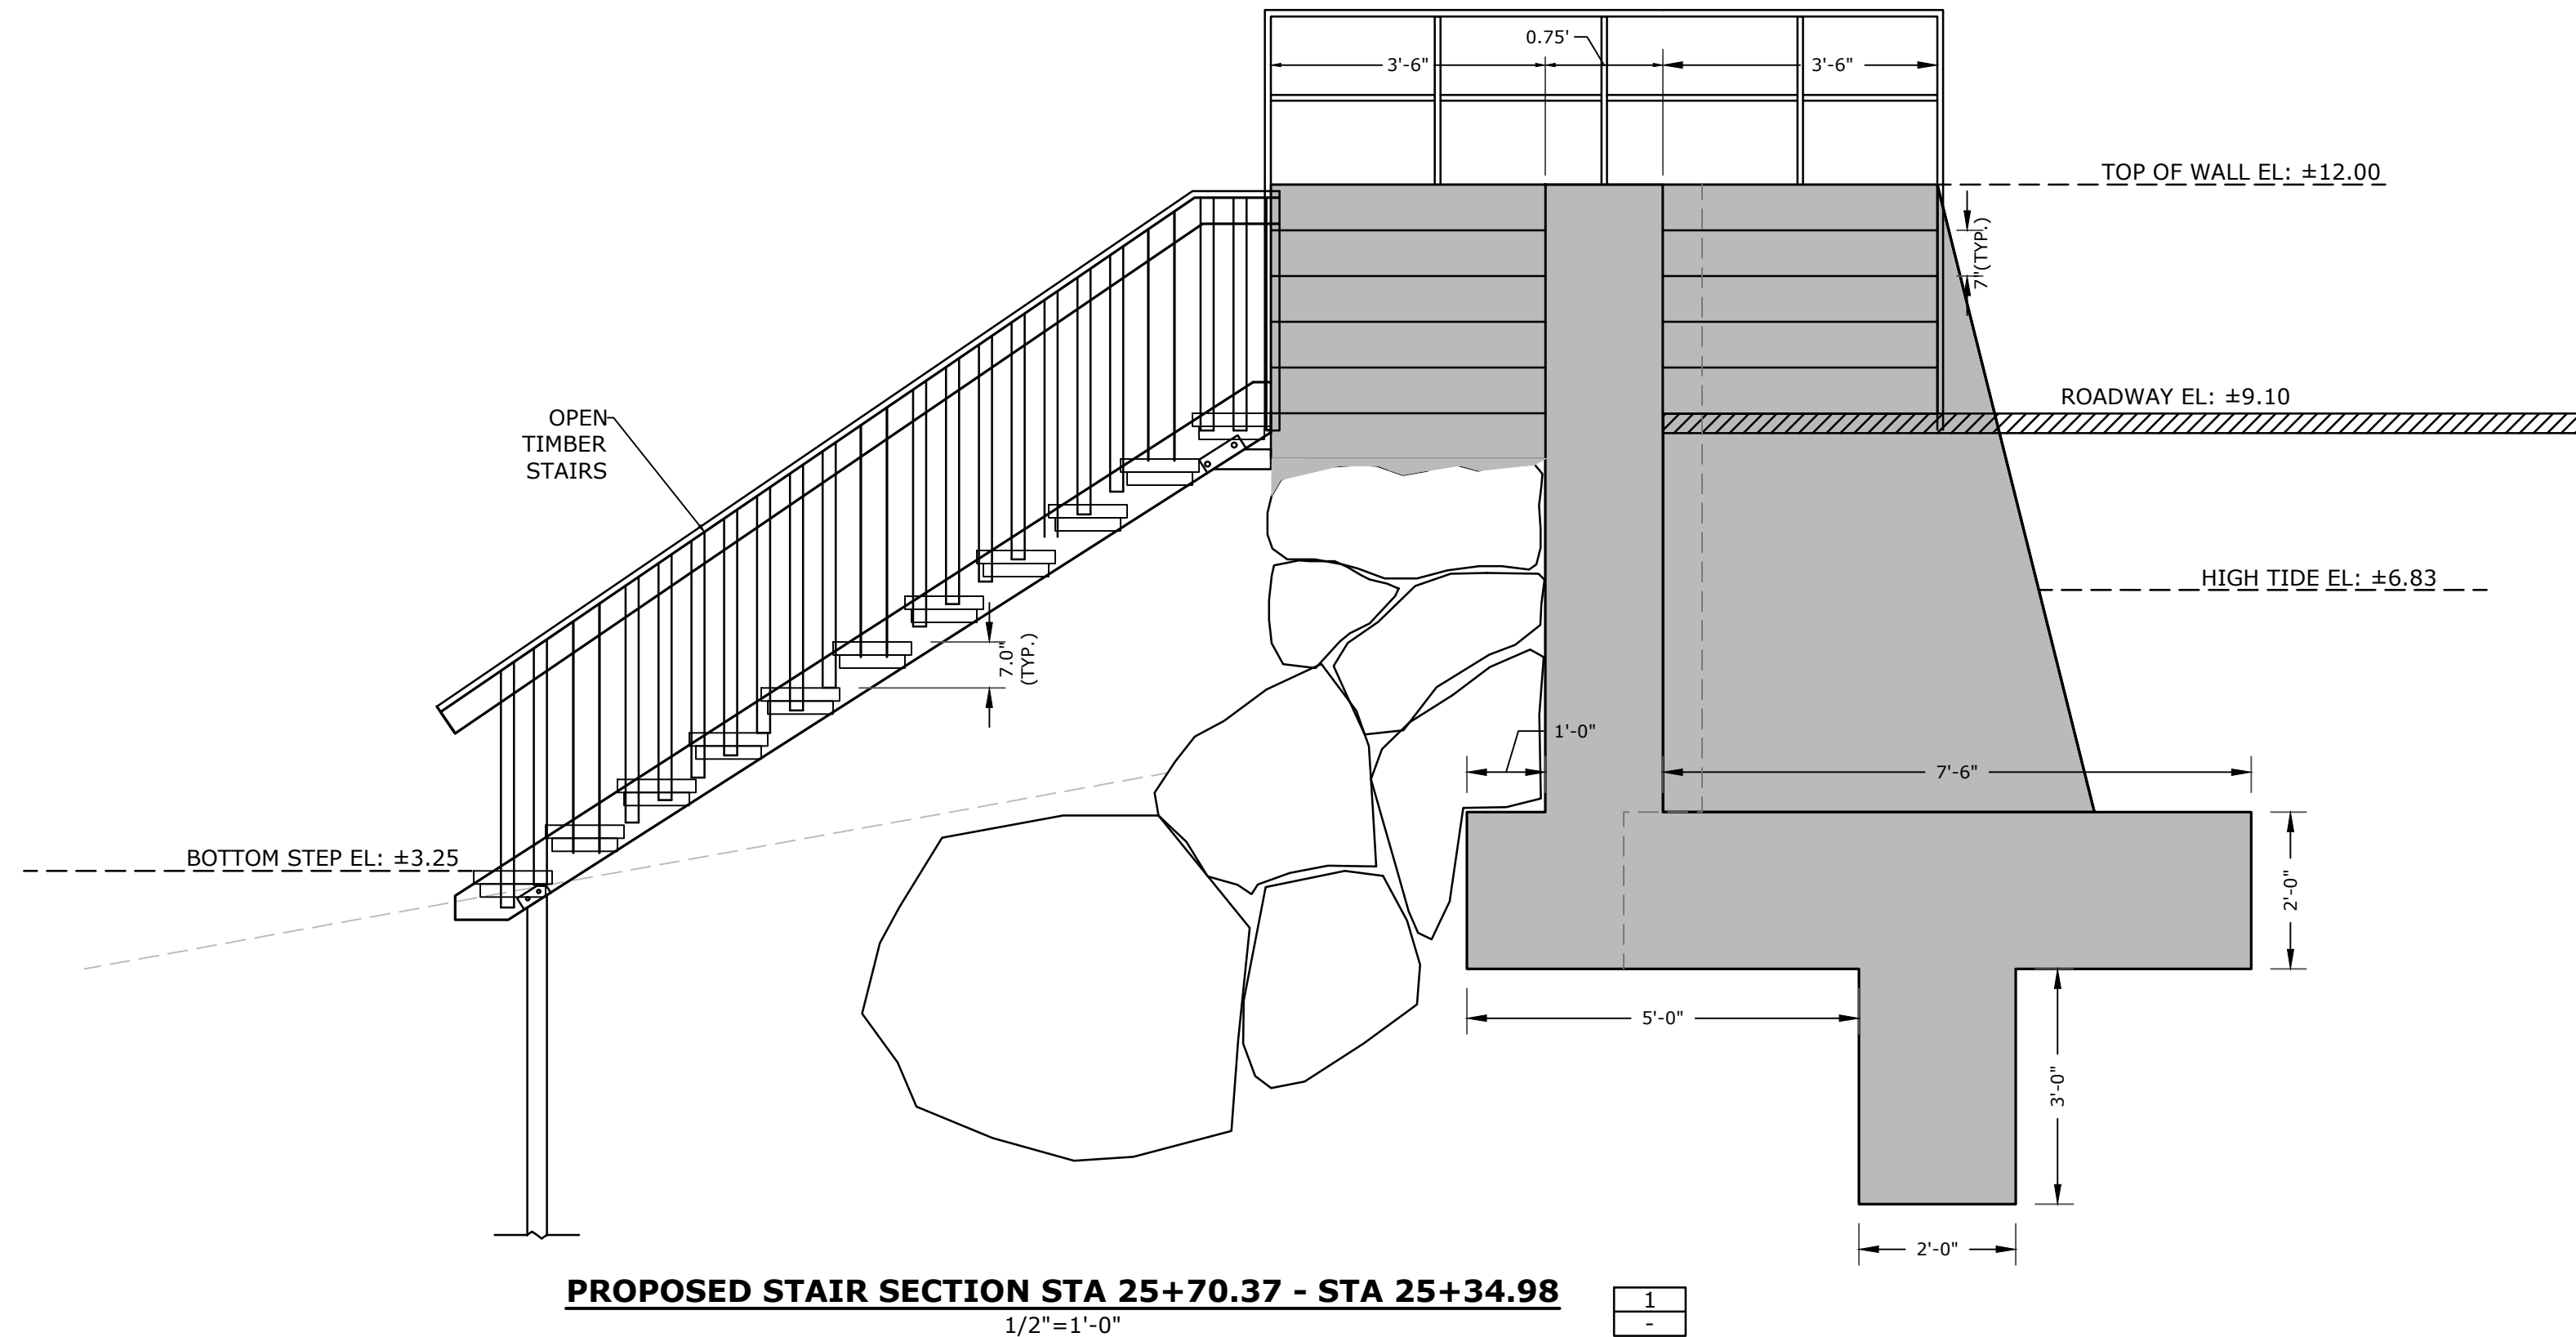 0.75'
3'-6"
3'-6"
TOP OF WALL EL: ±12.00
7"(TYP.)
ROADWAY EL: ±9.10
OPEN
TIMBER
STAIRS
HIGH TIDE EL: ±6.83
7.0"
(TYP.)
1'-0"
7'-6"
BOTTOM STEP EL: ±3.25
2'-0"
5'-0"
3'-0"
2'-0"
PROPOSED STAIR SECTION STA 25+70.37 - STA 25+34.98
1/2"=1'-0"
1
-